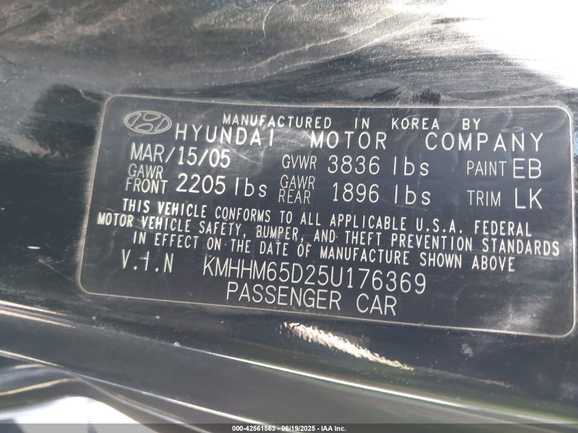 MANUFACTURED IN KOREA BY
HYUNDAI MOTOR COMPANY
MAR/15/05 GVWR 3836 lbs PAINT EB
GAWR FRONT 2205 lbs GAWR REAR 1896 lbs TRIM LK
THIS VEHICLE CONFORMS TO ALL APPLICABLE U.S.A. FEDERAL
MOTOR VEHICLE SAFETY, BUMPER, AND THEFT PREVENTION STANDARDS
IN EFFECT ON THE DATE OF MANUFACTURE SHOWN ABOVE
V.I.N KMHHM65D25U176369
PASSENGER CAR
000-42561563 - 06/19/2025 - IAA Inc.